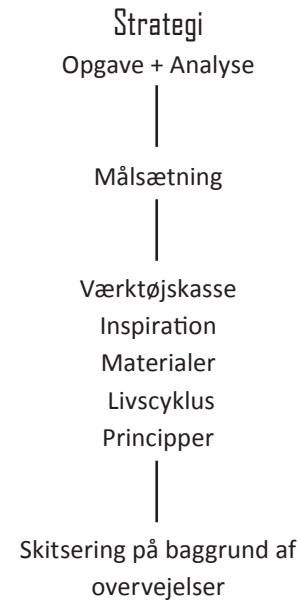 Strategi
Opgave + Analyse
Målsætning
Værktøjskasse
Inspiration
Materialer
Livscyklus
Principper
Skitsering på baggrund af
overvejelser